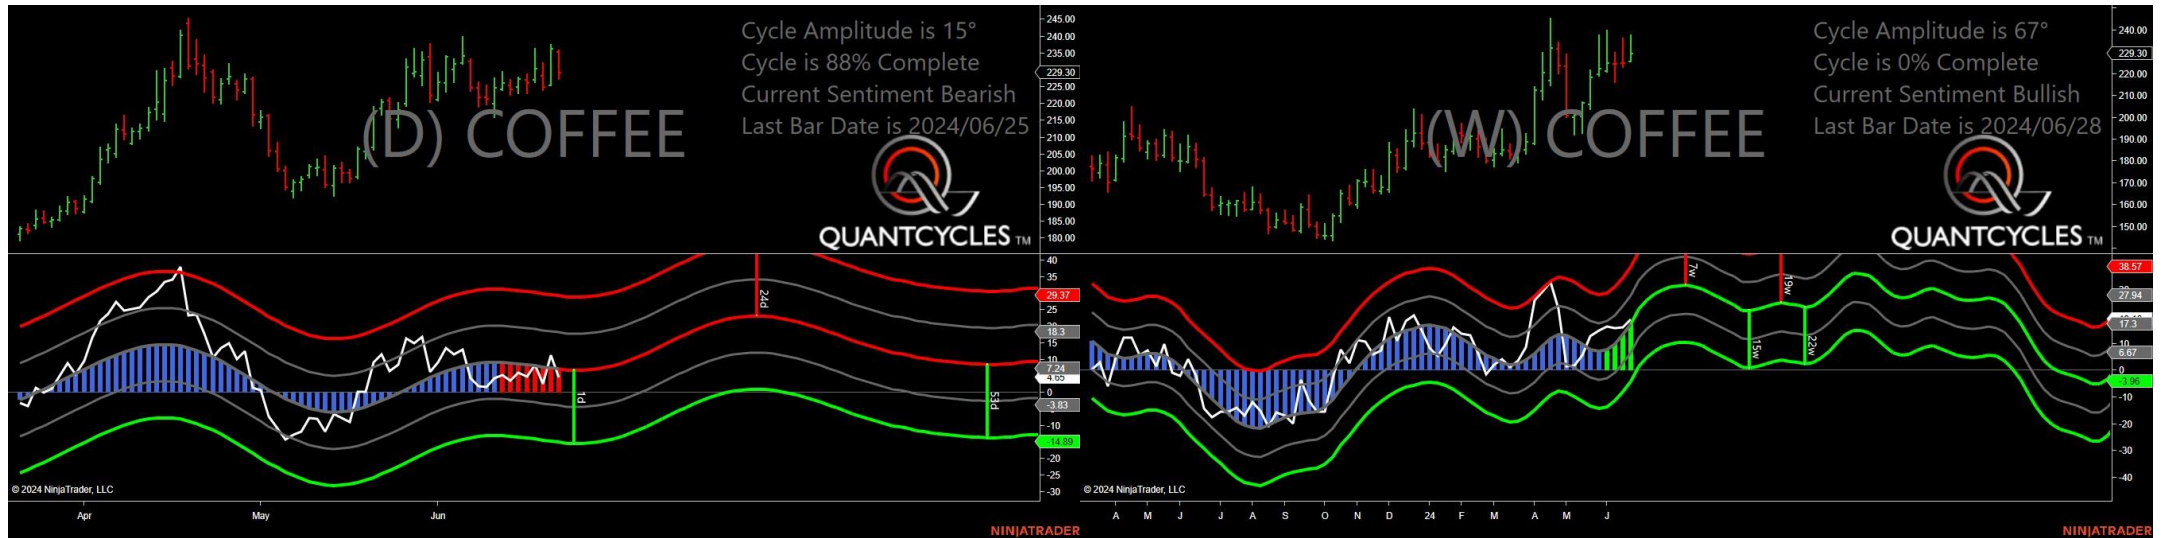 Cycle Amplitude is 15°
Cycle is 88% Complete
Current Sentiment Bearish
Last Bar Date is 2024/06/25
(D) COFFEE
QUANTCYCLES TM
245.00
240.00
235.00
229.30
225.00
220.00
215.00
210.00
205.00
200.00
195.00
190.00
185.00
180.00
40
35
29.37
25
18.3
15
10
7.24
4.65
0
-3.83
-10
-14.89
-20
-25
-30
24d
1d
53d
© 2024 NinjaTrader, LLC
Apr
May
Jun
NINJATRADER
Cycle Amplitude is 67°
Cycle is 0% Complete
Current Sentiment Bullish
Last Bar Date is 2024/06/28
(W) COFFEE
QUANTCYCLES TM
240.00
229.30
220.00
210.00
200.00
190.00
180.00
170.00
160.00
150.00
38.57
27.94
17.3
10
6.67
0
-3.96
-10
-20
-30
-40
7w
19w
15w
22w
© 2024 NinjaTrader, LLC
A M J J A S O N D 24 F M A M J
NINJATRADER